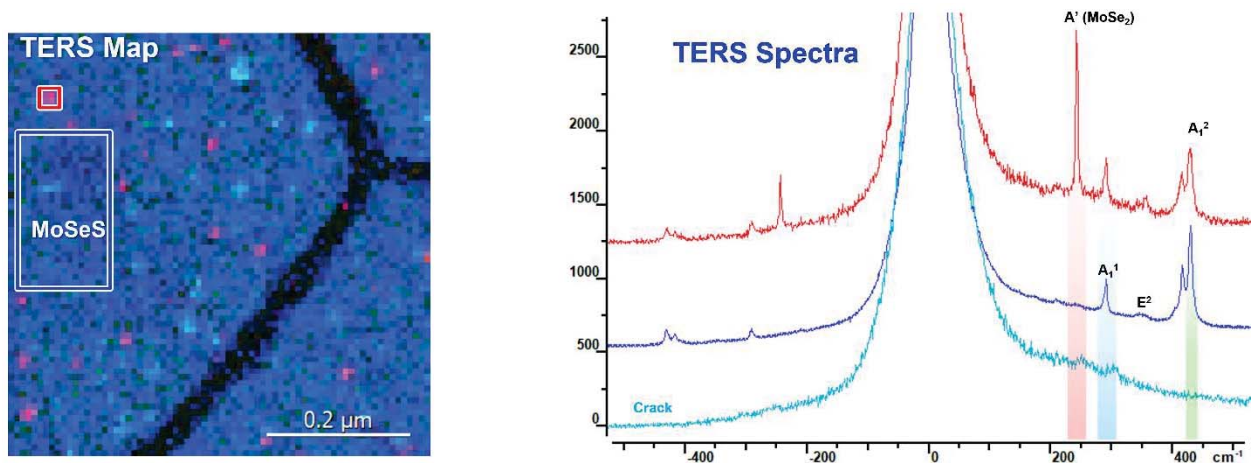 TERS Map
MoSeS
0.2 µm
TERS Spectra
A' (MoSe₂)
A₁¹
E²
A₁²
Crack
2500
2000
1500
1000
500
0
-400
-200
0
200
400
cm⁻¹